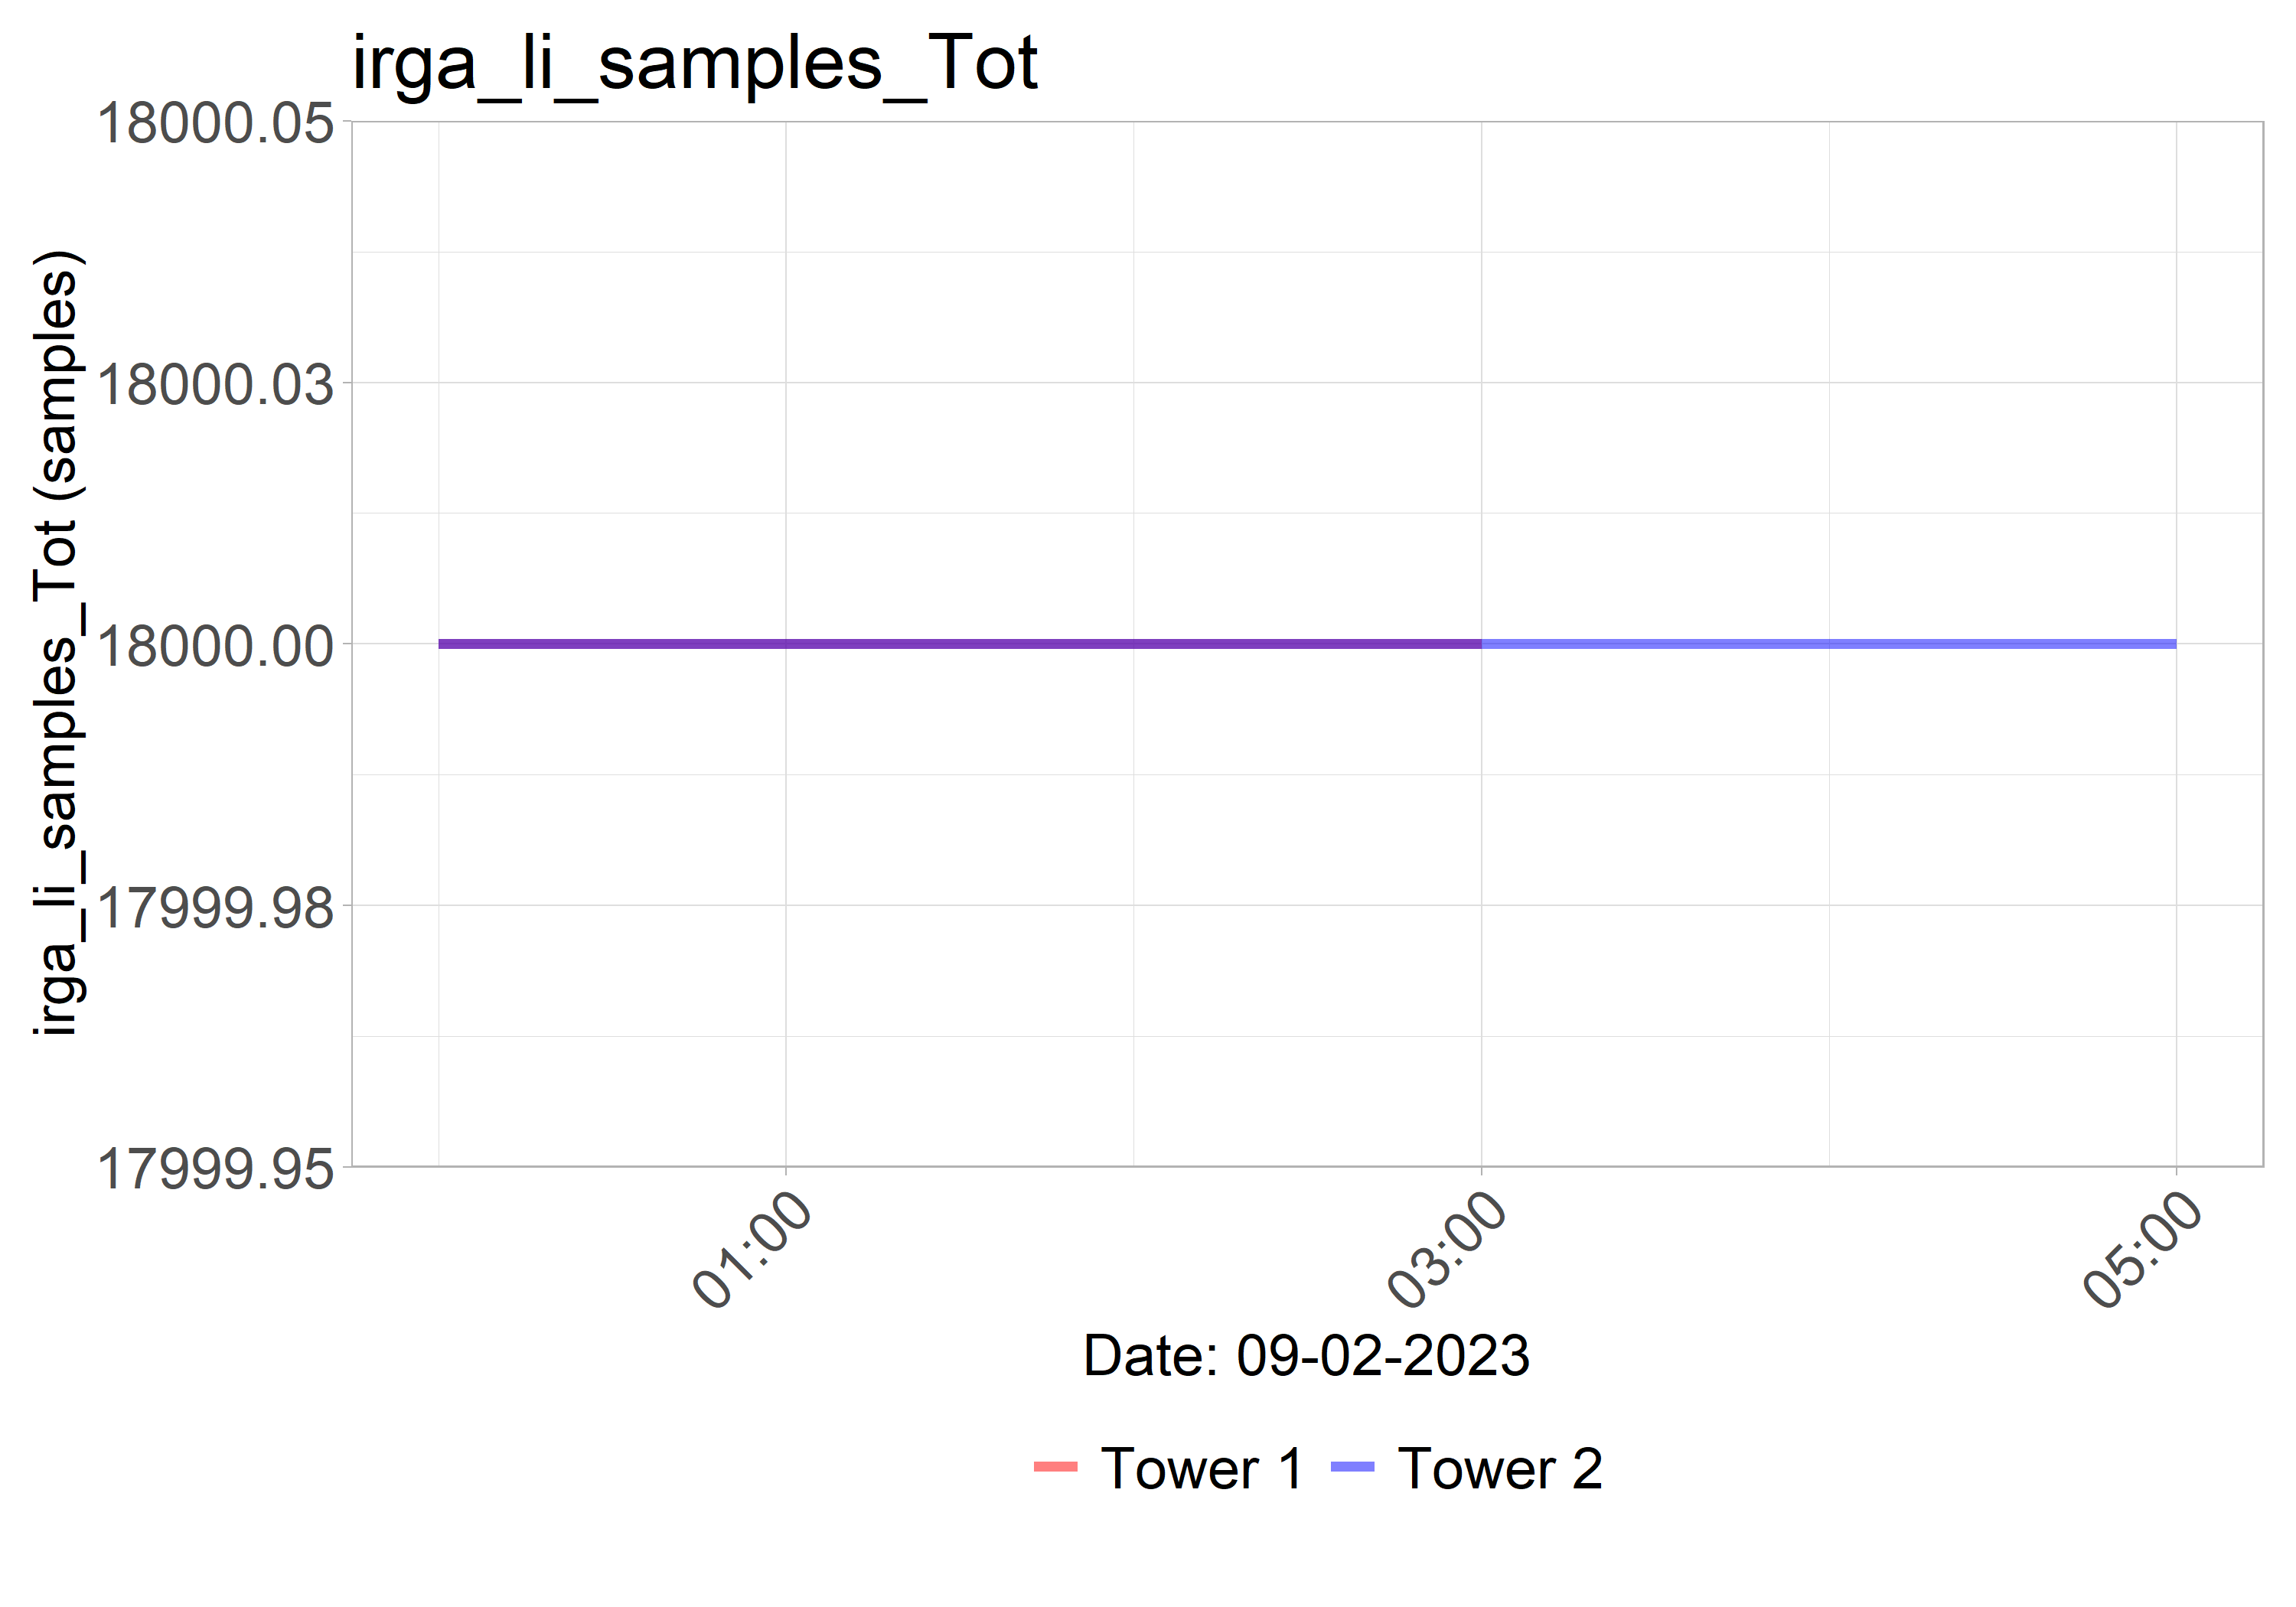 irga_li_samples_Tot
18000.05
18000.03
18000.00
17999.98
17999.95
irga_li_samples_Tot (samples)
01:00
03:00
05:00
Date: 09-02-2023
Tower 1 Tower 2